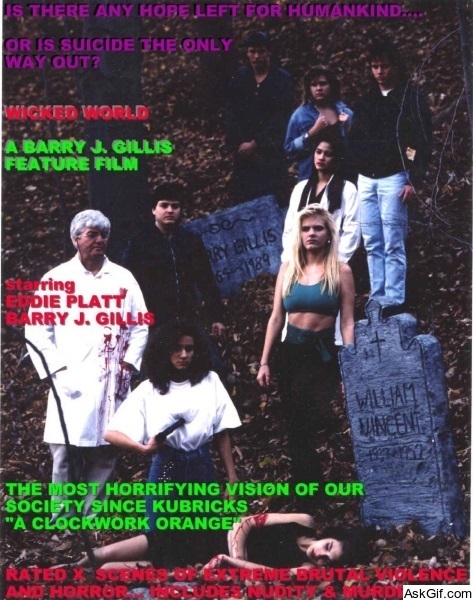 IS THERE ANY HOPE LEFT FOR HUMANKIND....
OR IS SUICIDE THE ONLY
WAY OUT?
WICKED WORLD
A BARRY J. GILLIS
FEATURE FILM
GILLIS
1989
starring
EDDIE PLATT
BARRY J. GILLIS
WILLIAM
VINCENT
THE MOST HORRIFYING VISION OF OUR
SOCIETY SINCE KUBRICKS
"A CLOCKWORK ORANGE"
RATED X SCENES OF EXTREME BRUTAL VIOLENCE
AND HORROR... INCLUDES NUDITY &
AskGif.com